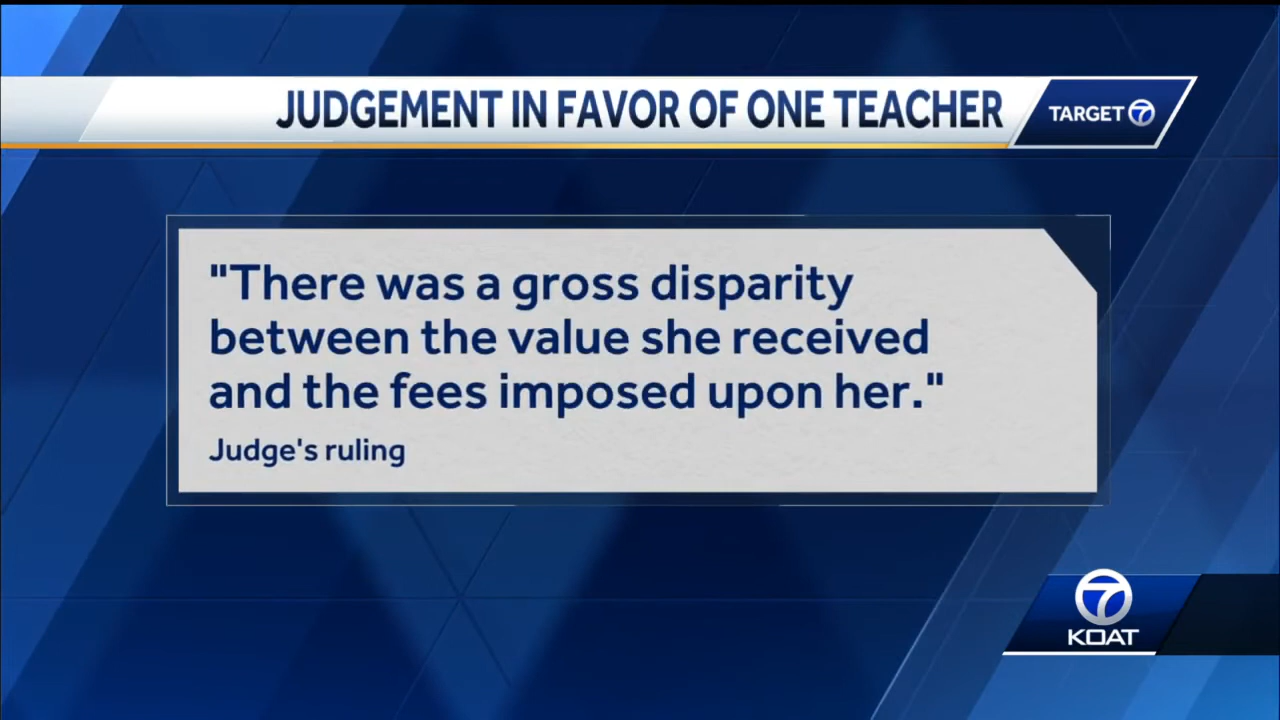 JUDGEMENT IN FAVOR OF ONE TEACHER
TARGET 7
"There was a gross disparity
between the value she received
and the fees imposed upon her."
Judge's ruling
7
KOAT